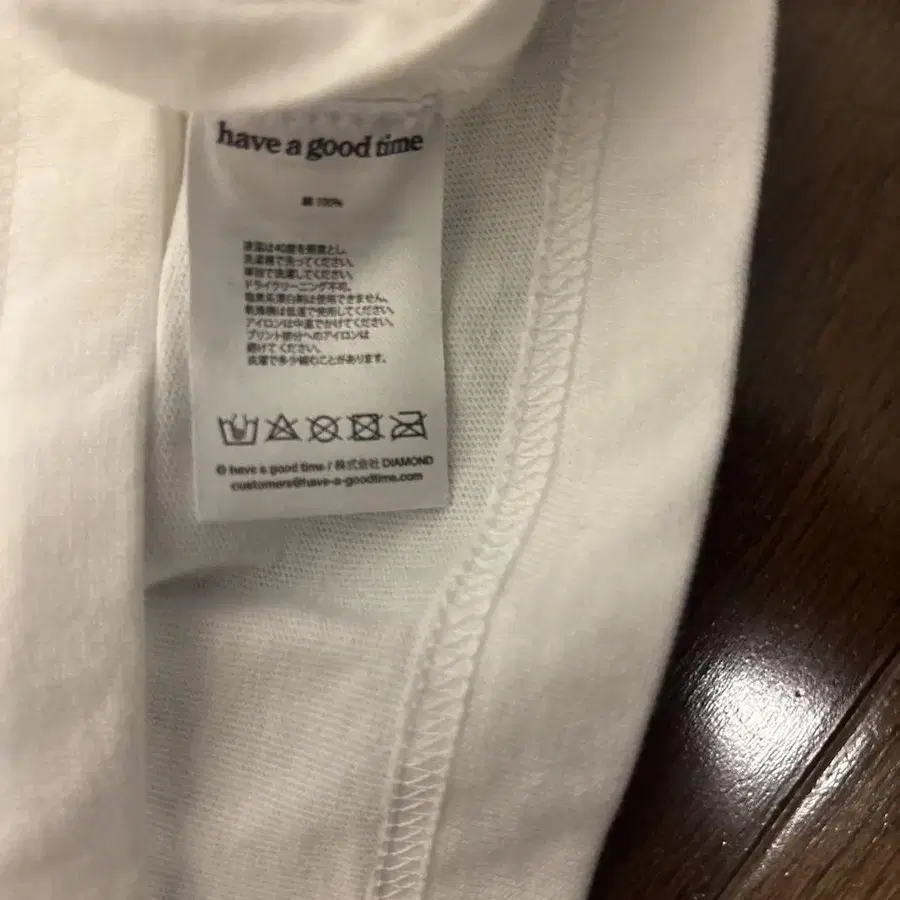 have a good time
綿 100%
液温は40度を限度とし、
洗濯機で洗ってください。
単独で洗濯してください。
ドライクリーニング不可。
塩素系漂白剤は使用できません。
乾燥機は低温で使用してください。
アイロンは中温でかけてください。
プリント部分へのアイロンは
避けてください。
洗濯で多少縮むことがあります。
© have a good time / 株式会社 DIAMOND
customers@have-a-goodtime.com